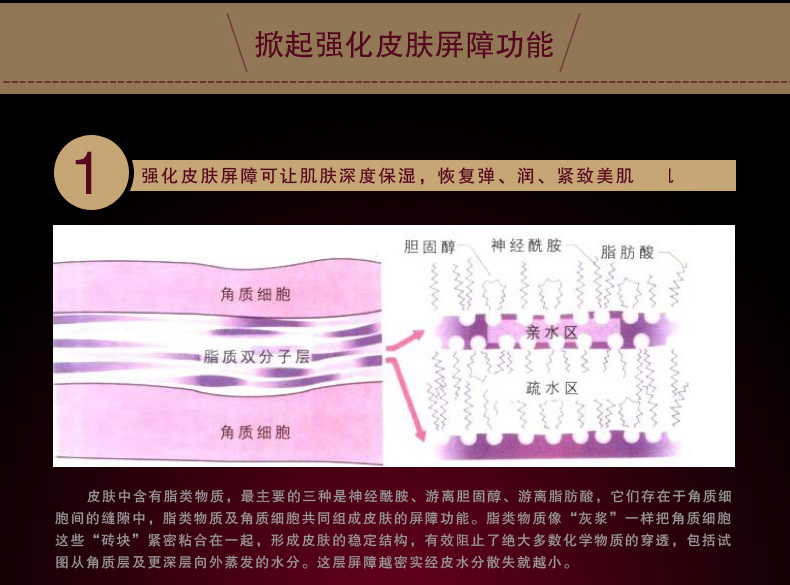 掀起强化皮肤屏障功能
1
强化皮肤屏障可让肌肤深度保湿，恢复弹、润、紧致美肌
胆固醇
神经酰胺
脂肪酸
角质细胞
亲水区
脂质双分子层
疏水区
角质细胞
皮肤中含有脂类物质，最主要的三种是神经酰胺、游离胆固醇、游离脂肪酸，它们存在于角质细
胞间的缝隙中，脂类物质及角质细胞共同组成皮肤的屏障功能。脂类物质像“灰浆”一样把角质细胞
这些“砖块”紧密粘合在一起，形成皮肤的稳定结构，有效阻止了绝大多数化学物质的穿透，包括试
图从角质层及更深层向外蒸发的水分。这层屏障越密实经皮水分散失就越小。